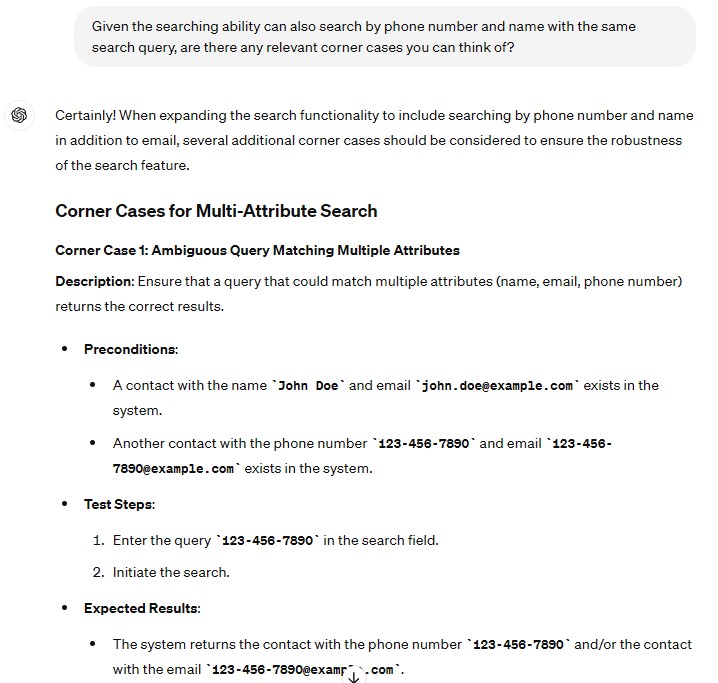 Given the searching ability can also search by phone number and name with the same
search query, are there any relevant corner cases you can think of?
Certainly! When expanding the search functionality to include searching by phone number and name
in addition to email, several additional corner cases should be considered to ensure the robustness
of the search feature.
Corner Cases for Multi-Attribute Search
Corner Case 1: Ambiguous Query Matching Multiple Attributes
Description: Ensure that a query that could match multiple attributes (name, email, phone number)
returns the correct results.
• Preconditions:
• A contact with the name `John Doe` and email `john.doe@example.com` exists in the
system.
• Another contact with the phone number `123-456-7890` and email `123-456-
7890@example.com` exists in the system.
• Test Steps:
1. Enter the query `123-456-7890` in the search field.
2. Initiate the search.
• Expected Results:
• The system returns the contact with the phone number `123-456-7890` and/or the contact
with the email